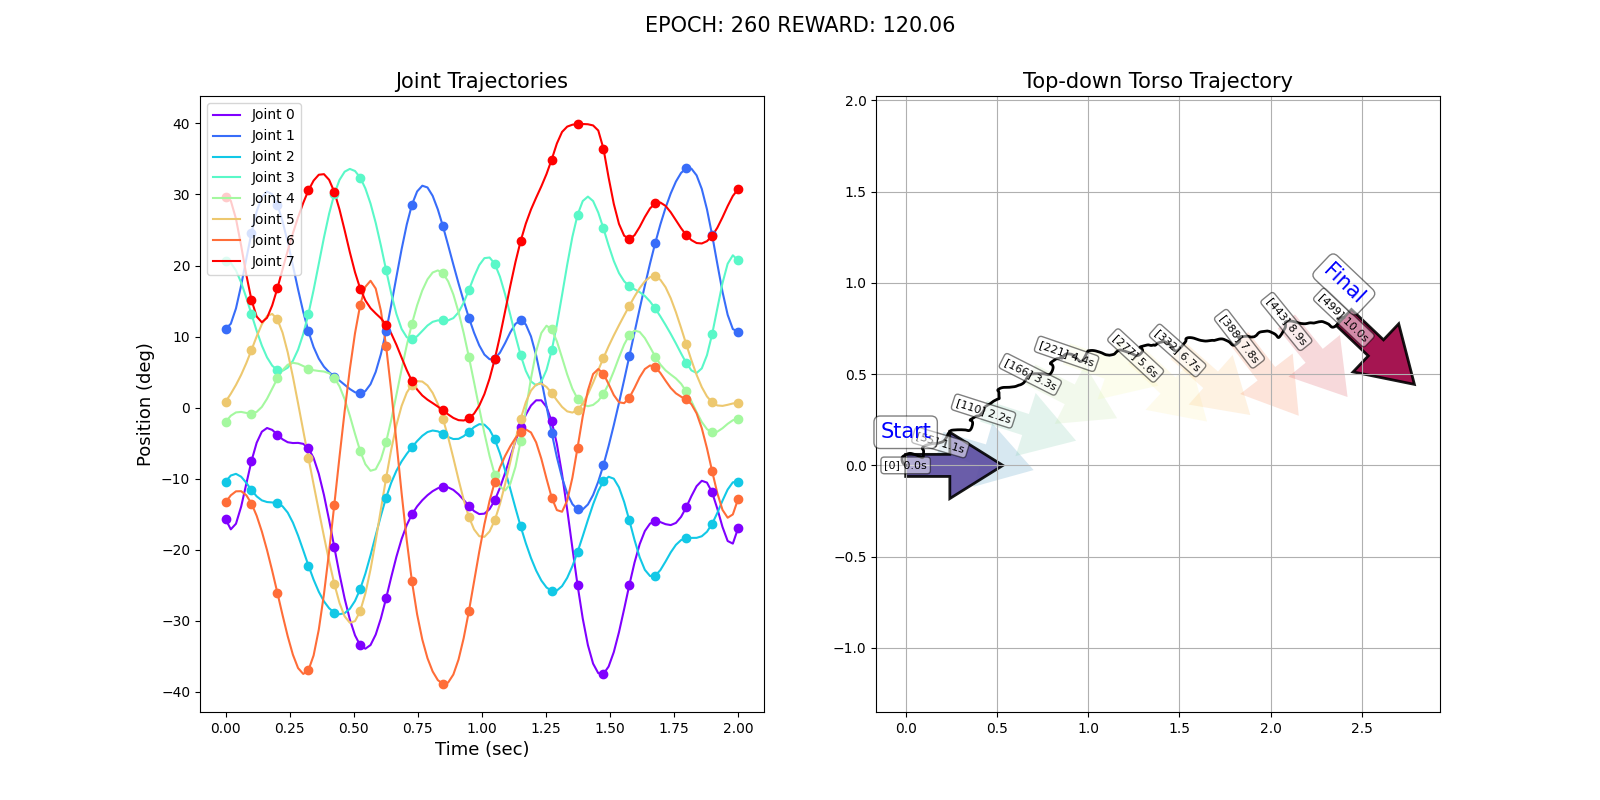 EPOCH: 260 REWARD: 120.06
Joint Trajectories
Joint 0
Joint 1
Joint 2
Joint 3
Joint 4
Joint 5
Joint 6
Joint 7
40
30
20
10
0
−10
−20
−30
−40
Position (deg)
0.00 0.25 0.50 0.75 1.00 1.25 1.50 1.75 2.00
Time (sec)
Top-down Torso Trajectory
2.0
1.5
1.0
0.5
0.0
−0.5
−1.0
0.0 0.5 1.0 1.5 2.0 2.5
Start
[0] 0.0s
[55] 1.1s
[110] 2.2s
[166] 3.3s
[221] 4.4s
[277] 5.6s
[332] 6.7s
[388] 7.8s
[443] 8.9s
[499] 10.0s
Final